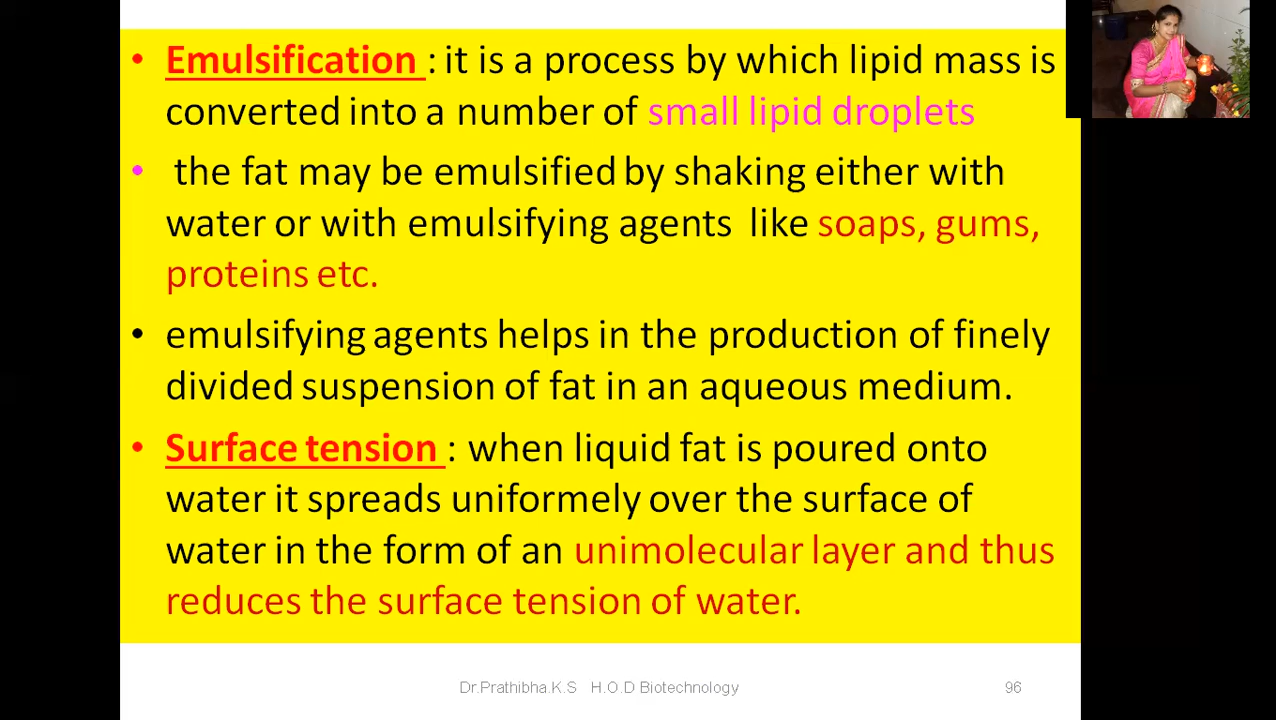 • Emulsification : it is a process by which lipid mass is
converted into a number of small lipid droplets
• the fat may be emulsified by shaking either with
water or with emulsifying agents like soaps, gums,
proteins etc.
• emulsifying agents helps in the production of finely
divided suspension of fat in an aqueous medium.
• Surface tension : when liquid fat is poured onto
water it spreads uniformely over the surface of
water in the form of an unimolecular layer and thus
reduces the surface tension of water.
Dr.Prathibha.K.S H.O.D Biotechnology 96